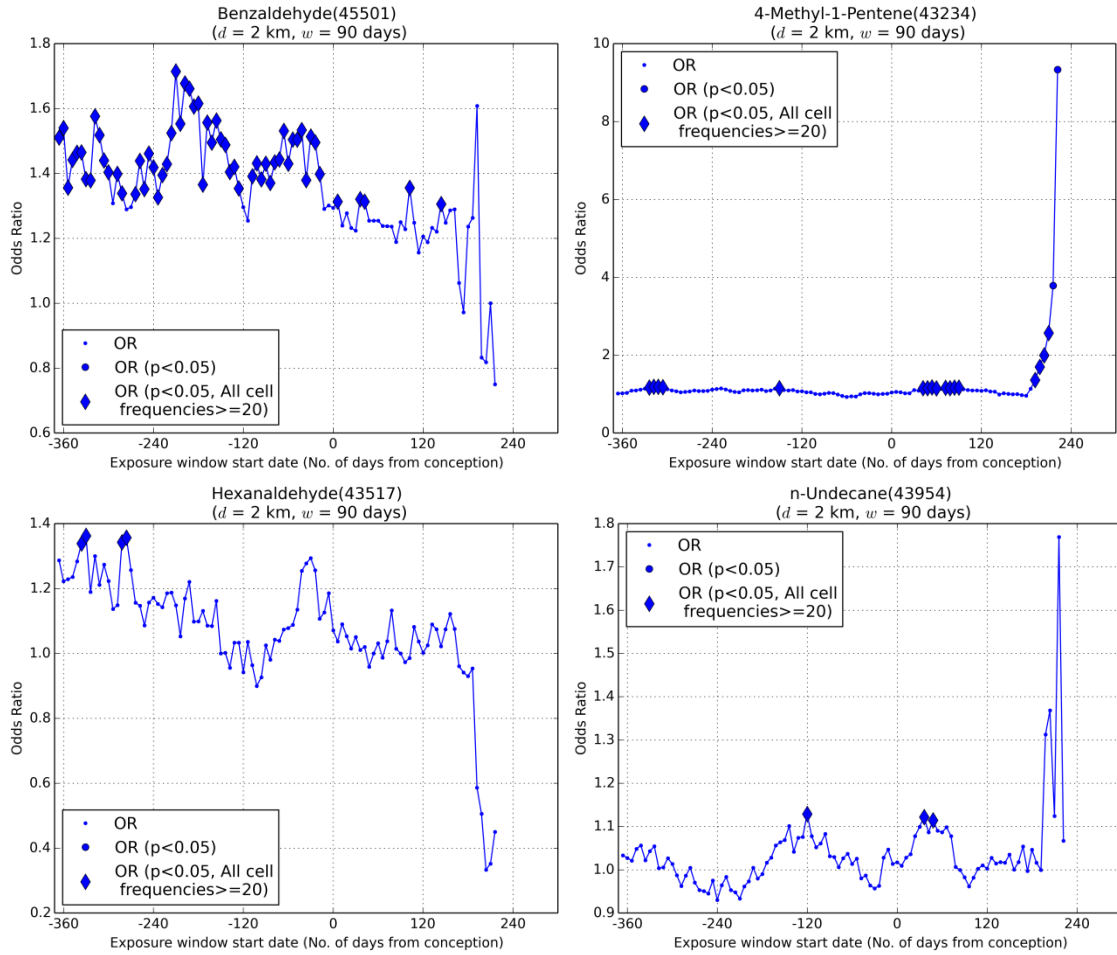 Benzaldehyde(45501)
(d = 2 km, w = 90 days)
1.8
1.6
1.4
1.2
1.0
0.8
0.6
Odds Ratio
OR
OR (p<0.05)
OR (p<0.05, All cell
frequencies>=20)
-360 -240 -120 0 120 240
Exposure window start date (No. of days from conception)
4-Methyl-1-Pentene(43234)
(d = 2 km, w = 90 days)
10
8
6
4
2
0
Odds Ratio
OR
OR (p<0.05)
OR (p<0.05, All cell
frequencies>=20)
-360 -240 -120 0 120 240
Exposure window start date (No. of days from conception)
Hexanaldehyde(43517)
(d = 2 km, w = 90 days)
1.4
1.2
1.0
0.8
0.6
0.4
0.2
Odds Ratio
OR
OR (p<0.05)
OR (p<0.05, All cell
frequencies>=20)
-360 -240 -120 0 120 240
Exposure window start date (No. of days from conception)
n-Undecane(43954)
(d = 2 km, w = 90 days)
1.8
1.7
1.6
1.5
1.4
1.3
1.2
1.1
1.0
0.9
Odds Ratio
OR
OR (p<0.05)
OR (p<0.05, All cell
frequencies>=20)
-360 -240 -120 0 120 240
Exposure window start date (No. of days from conception)